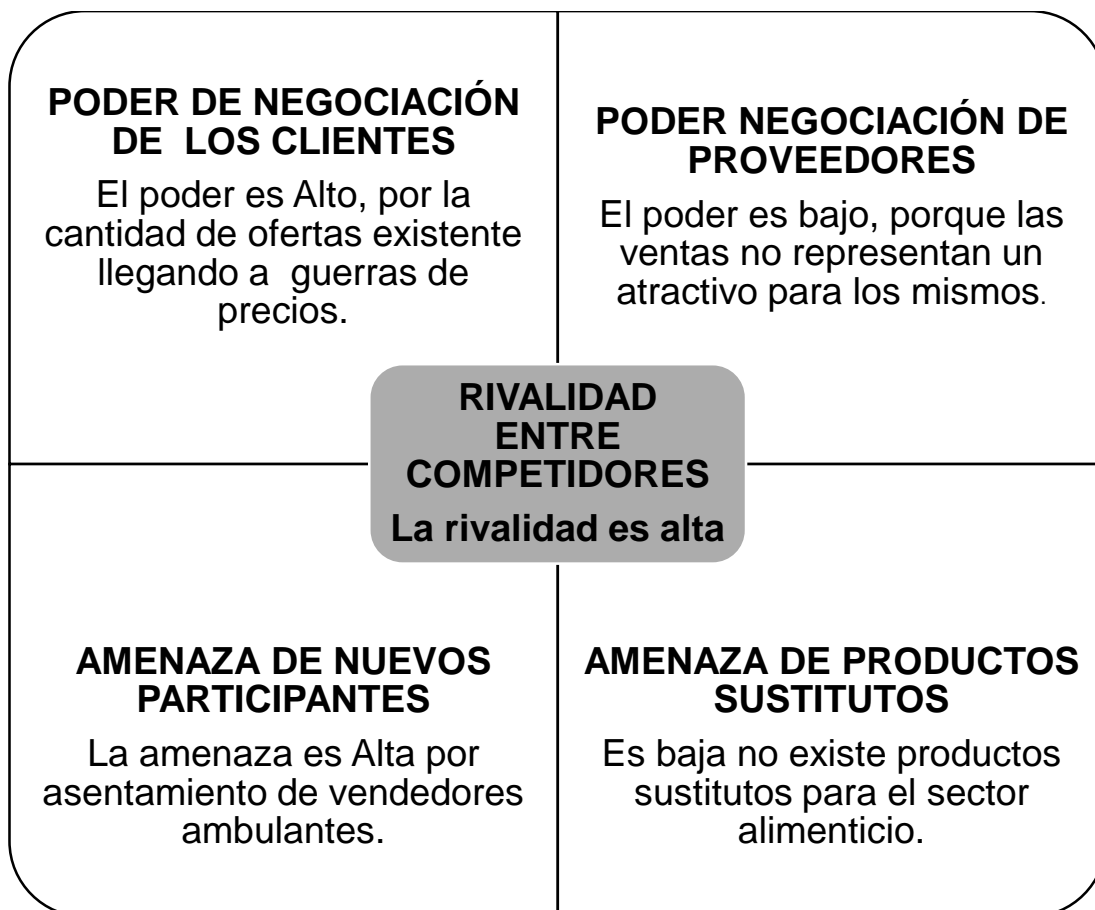 PODER DE NEGOCIACIÓN
DE LOS CLIENTES
El poder es Alto, por la
cantidad de ofertas existente
llegando a guerras de
precios.
PODER NEGOCIACIÓN DE
PROVEEDORES
El poder es bajo, porque las
ventas no representan un
atractivo para los mismos.
RIVALIDAD
ENTRE
COMPETIDORES
La rivalidad es alta
AMENAZA DE NUEVOS
PARTICIPANTES
La amenaza es Alta por
asentamiento de vendedores
ambulantes.
AMENAZA DE PRODUCTOS
SUSTITUTOS
Es baja no existe productos
sustitutos para el sector
alimenticio.